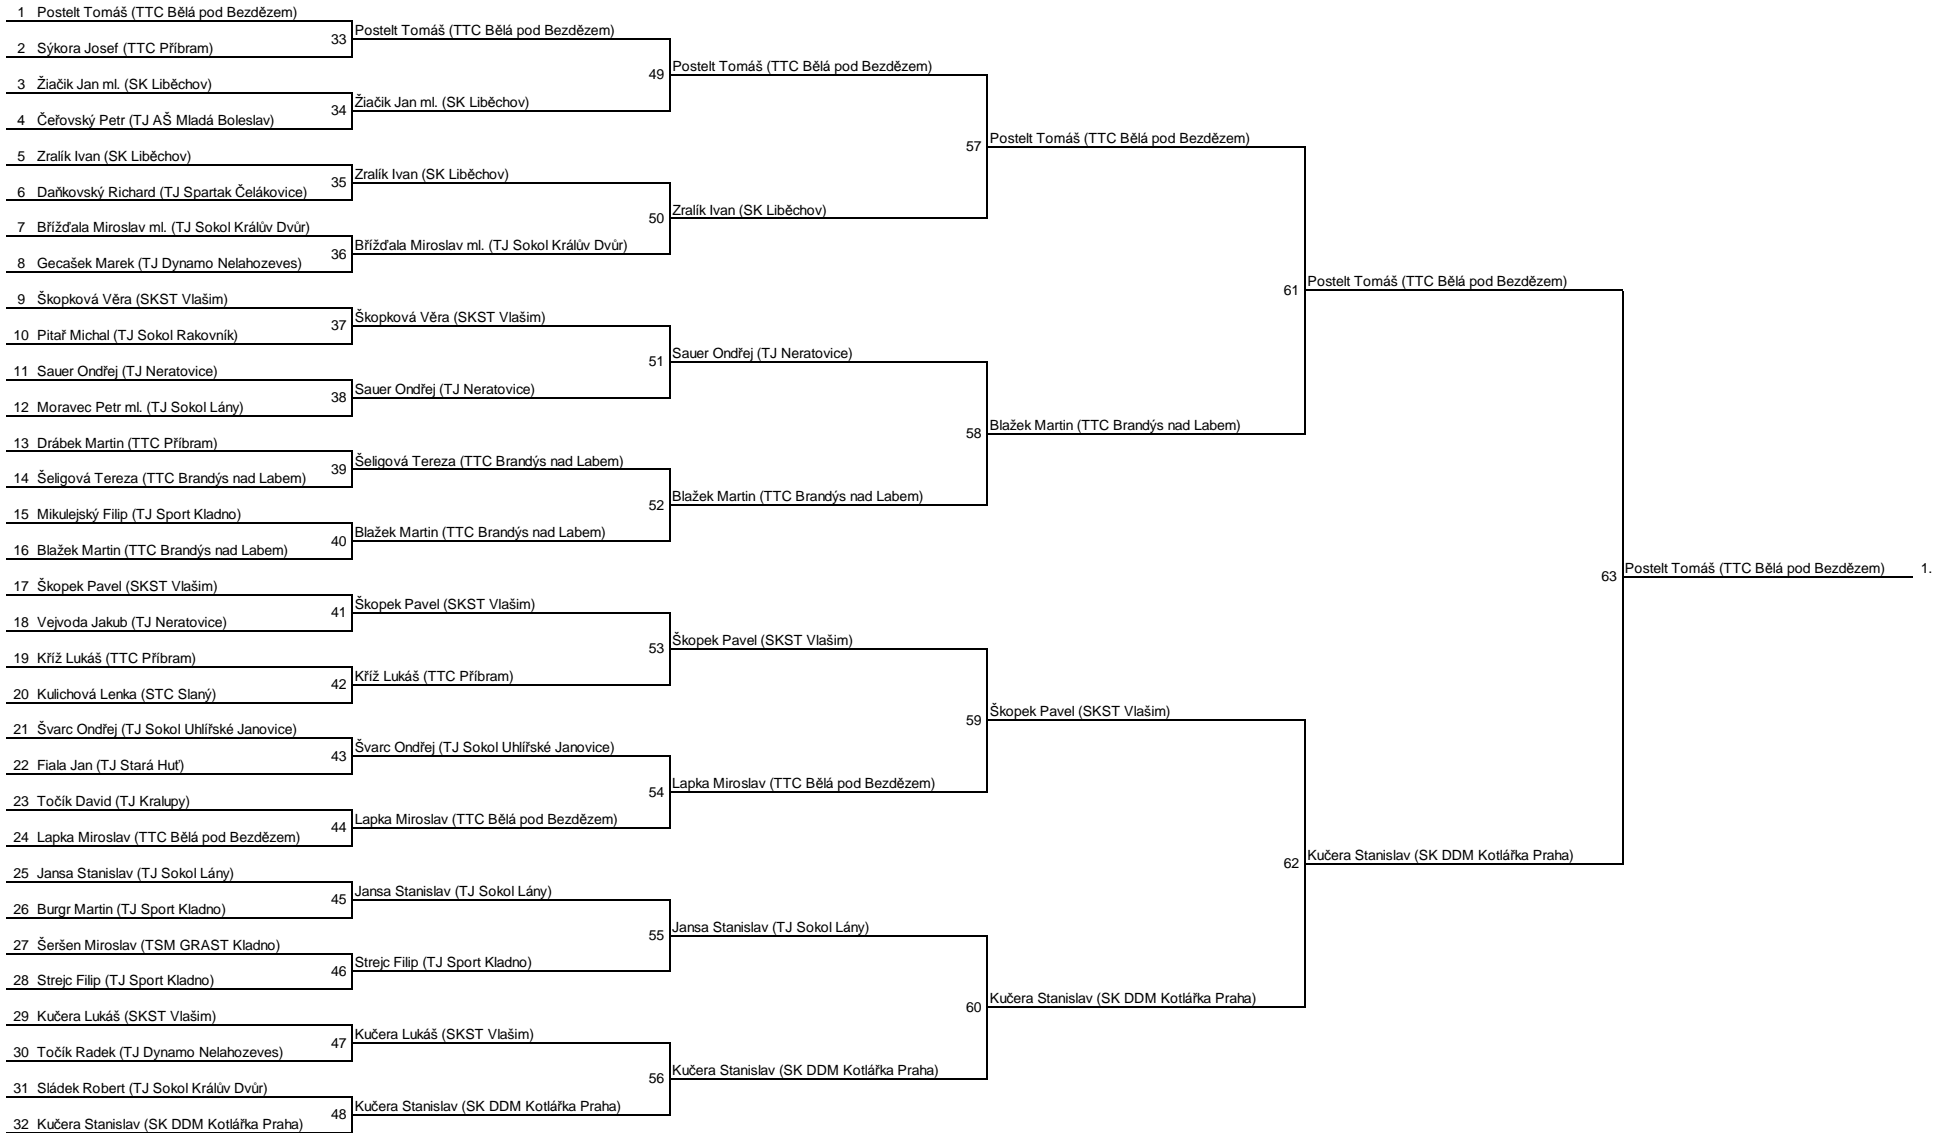 1 Postelt Tomáš (TTC Bělá pod Bezdězem)
2 Sýkora Josef (TTC Příbram)
3 Žiačik Jan ml. (SK Liběchov)
4 Čeřovský Petr (TJ AŠ Mladá Boleslav)
5 Zralík Ivan (SK Liběchov)
6 Daňkovský Richard (TJ Spartak Čelákovice)
7 Břížďala Miroslav ml. (TJ Sokol Králův Dvůr)
8 Gecašek Marek (TJ Dynamo Nelahozeves)
9 Škopková Věra (SKST Vlašim)
10 Pitař Michal (TJ Sokol Rakovník)
11 Sauer Ondřej (TJ Neratovice)
12 Moravec Petr ml. (TJ Sokol Lány)
13 Drábek Martin (TTC Příbram)
14 Šeligová Tereza (TTC Brandýs nad Labem)
15 Mikulejský Filip (TJ Sport Kladno)
16 Blažek Martin (TTC Brandýs nad Labem)
17 Škopek Pavel (SKST Vlašim)
18 Vejvoda Jakub (TJ Neratovice)
19 Kříž Lukáš (TTC Příbram)
20 Kulichová Lenka (STC Slaný)
21 Švarc Ondřej (TJ Sokol Uhlířské Janovice)
22 Fiala Jan (TJ Stará Huť)
23 Točík David (TJ Kralupy)
24 Lapka Miroslav (TTC Bělá pod Bezdězem)
25 Jansa Stanislav (TJ Sokol Lány)
26 Burgr Martin (TJ Sport Kladno)
27 Šeršen Miroslav (TSM GRAST Kladno)
28 Strejc Filip (TJ Sport Kladno)
29 Kučera Lukáš (SKST Vlašim)
30 Točík Radek (TJ Dynamo Nelahozeves)
31 Sládek Robert (TJ Sokol Králův Dvůr)
32 Kučera Stanislav (SK DDM Kotlářka Praha)
33 Postelt Tomáš (TTC Bělá pod Bezdězem)
34 Žiačik Jan ml. (SK Liběchov)
35 Zralík Ivan (SK Liběchov)
36 Břížďala Miroslav ml. (TJ Sokol Králův Dvůr)
37 Škopková Věra (SKST Vlašim)
38 Sauer Ondřej (TJ Neratovice)
39 Šeligová Tereza (TTC Brandýs nad Labem)
40 Blažek Martin (TTC Brandýs nad Labem)
41 Škopek Pavel (SKST Vlašim)
42 Kříž Lukáš (TTC Příbram)
43 Švarc Ondřej (TJ Sokol Uhlířské Janovice)
44 Lapka Miroslav (TTC Bělá pod Bezdězem)
45 Jansa Stanislav (TJ Sokol Lány)
46 Strejc Filip (TJ Sport Kladno)
47 Kučera Lukáš (SKST Vlašim)
48 Kučera Stanislav (SK DDM Kotlářka Praha)
49 Postelt Tomáš (TTC Bělá pod Bezdězem)
50 Zralík Ivan (SK Liběchov)
51 Sauer Ondřej (TJ Neratovice)
52 Blažek Martin (TTC Brandýs nad Labem)
53 Škopek Pavel (SKST Vlašim)
54 Lapka Miroslav (TTC Bělá pod Bezdězem)
55 Jansa Stanislav (TJ Sokol Lány)
56 Kučera Stanislav (SK DDM Kotlářka Praha)
57 Postelt Tomáš (TTC Bělá pod Bezdězem)
58 Blažek Martin (TTC Brandýs nad Labem)
59 Škopek Pavel (SKST Vlašim)
60 Kučera Stanislav (SK DDM Kotlářka Praha)
61 Postelt Tomáš (TTC Bělá pod Bezdězem)
62 Kučera Stanislav (SK DDM Kotlářka Praha)
63 Postelt Tomáš (TTC Bělá pod Bezdězem) 1.